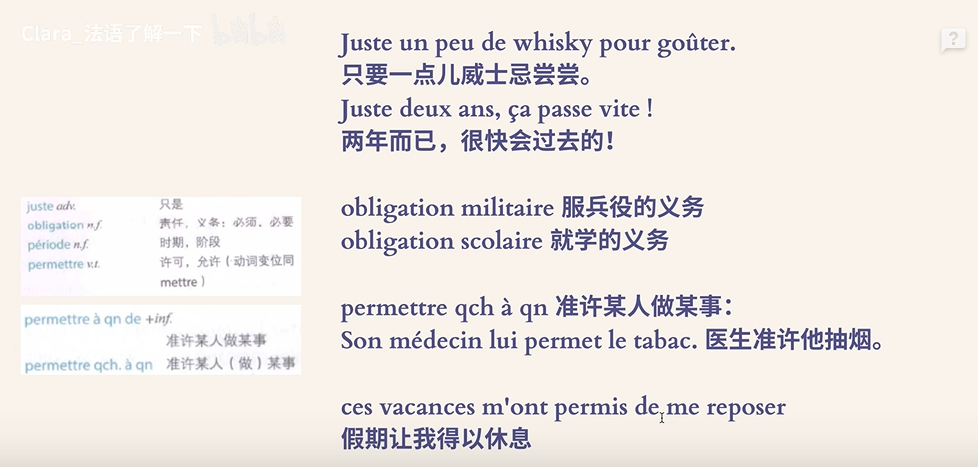 Clara_法语了解一下 bilibili
Juste un peu de whisky pour goûter.
只要一点儿威士忌尝尝。
Juste deux ans, ça passe vite !
两年而已，很快会过去的！
juste adv. 只是
obligation n.f. 责任，义务；必须，必要
période n.f. 时期，阶段
permettre v.t. 许可，允许（动词变位同
mettre）
permettre à qn de +inf.
准许某人做某事
permettre qch. à qn 准许某人（做）某事
obligation militaire 服兵役的义务
obligation scolaire 就学的义务
permettre qch à qn 准许某人做某事：
Son médecin lui permet le tabac. 医生准许他抽烟。
ces vacances m'ont permis de me reposer
假期让我得以休息
?